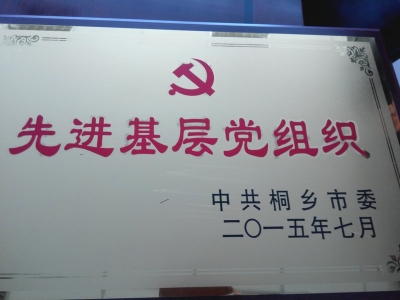 先进基层党组织
中共桐乡市委
二〇一五年七月